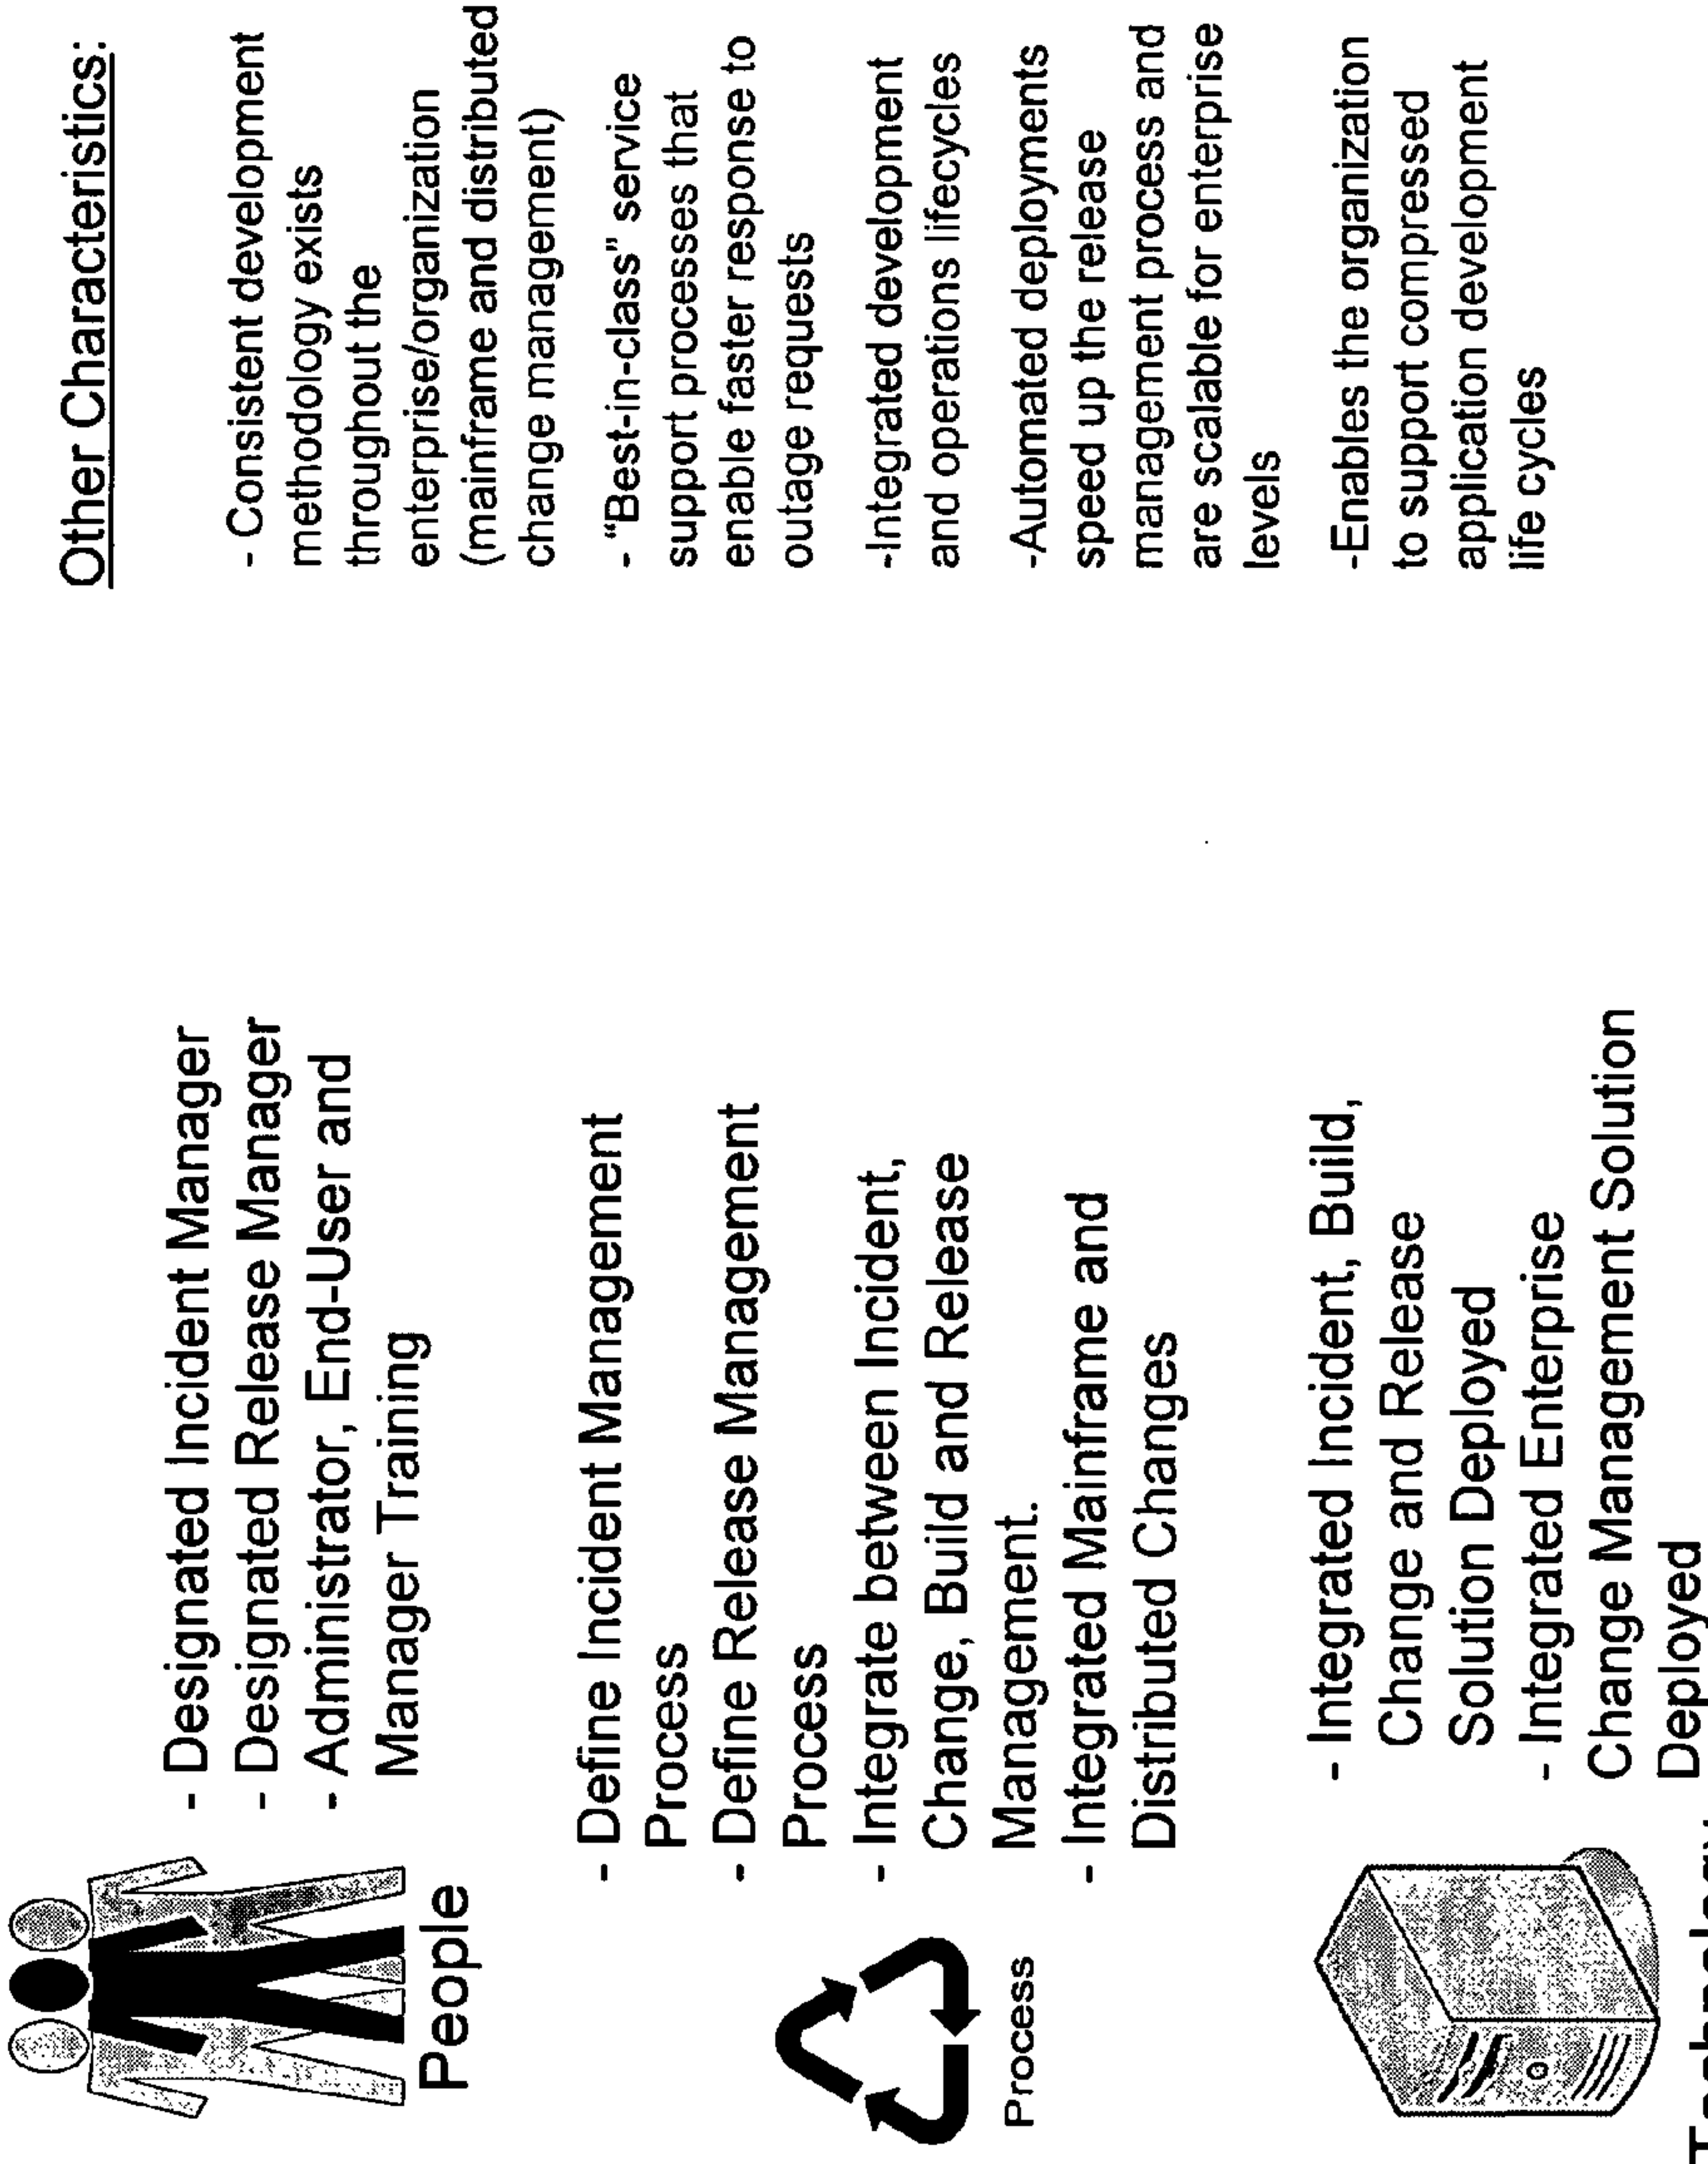 People
- Designated Incident Manager
- Designated Release Manager
- Administrator, End-User and
Manager Training
Process
- Define Incident Management
Process
- Define Release Management
Process
- Integrate between Incident,
Change, Build and Release
Management.
- Integrated Mainframe and
Distributed Changes
Technology
- Integrated Incident, Build,
Change and Release
Solution Deployed
- Integrated Enterprise
Change Management Solution
Deployed
Other Characteristics:
- Consistent development
methodology exists
throughout the
enterprise/organization
(mainframe and distributed
change management)
- "Best-in-class" service
support processes that
enable faster response to
outage requests
-Integrated development
and operations lifecycles
-Automated deployments
speed up the release
management process and
are scalable for enterprise
levels
-Enables the organization
to support compressed
application development
life cycles